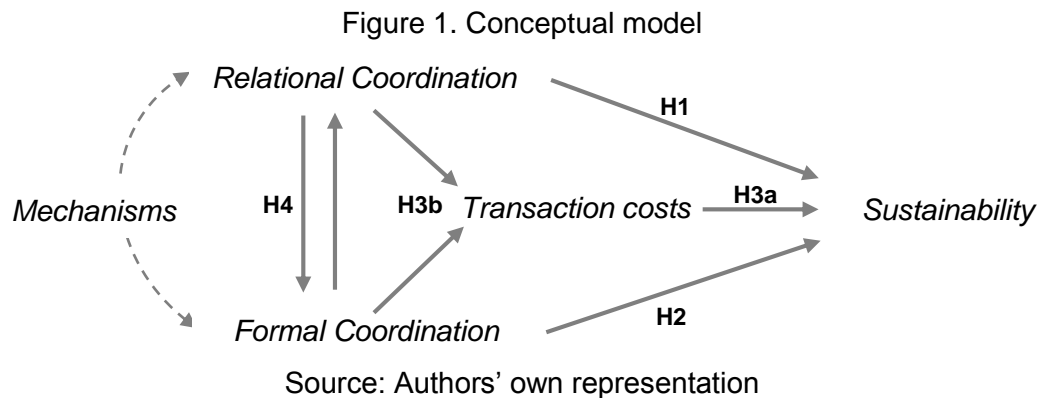 Figure 1. Conceptual model
Relational Coordination
H1
Mechanisms
H4
H3b
Transaction costs
H3a
Sustainability
H2
Formal Coordination
Source: Authors’ own representation